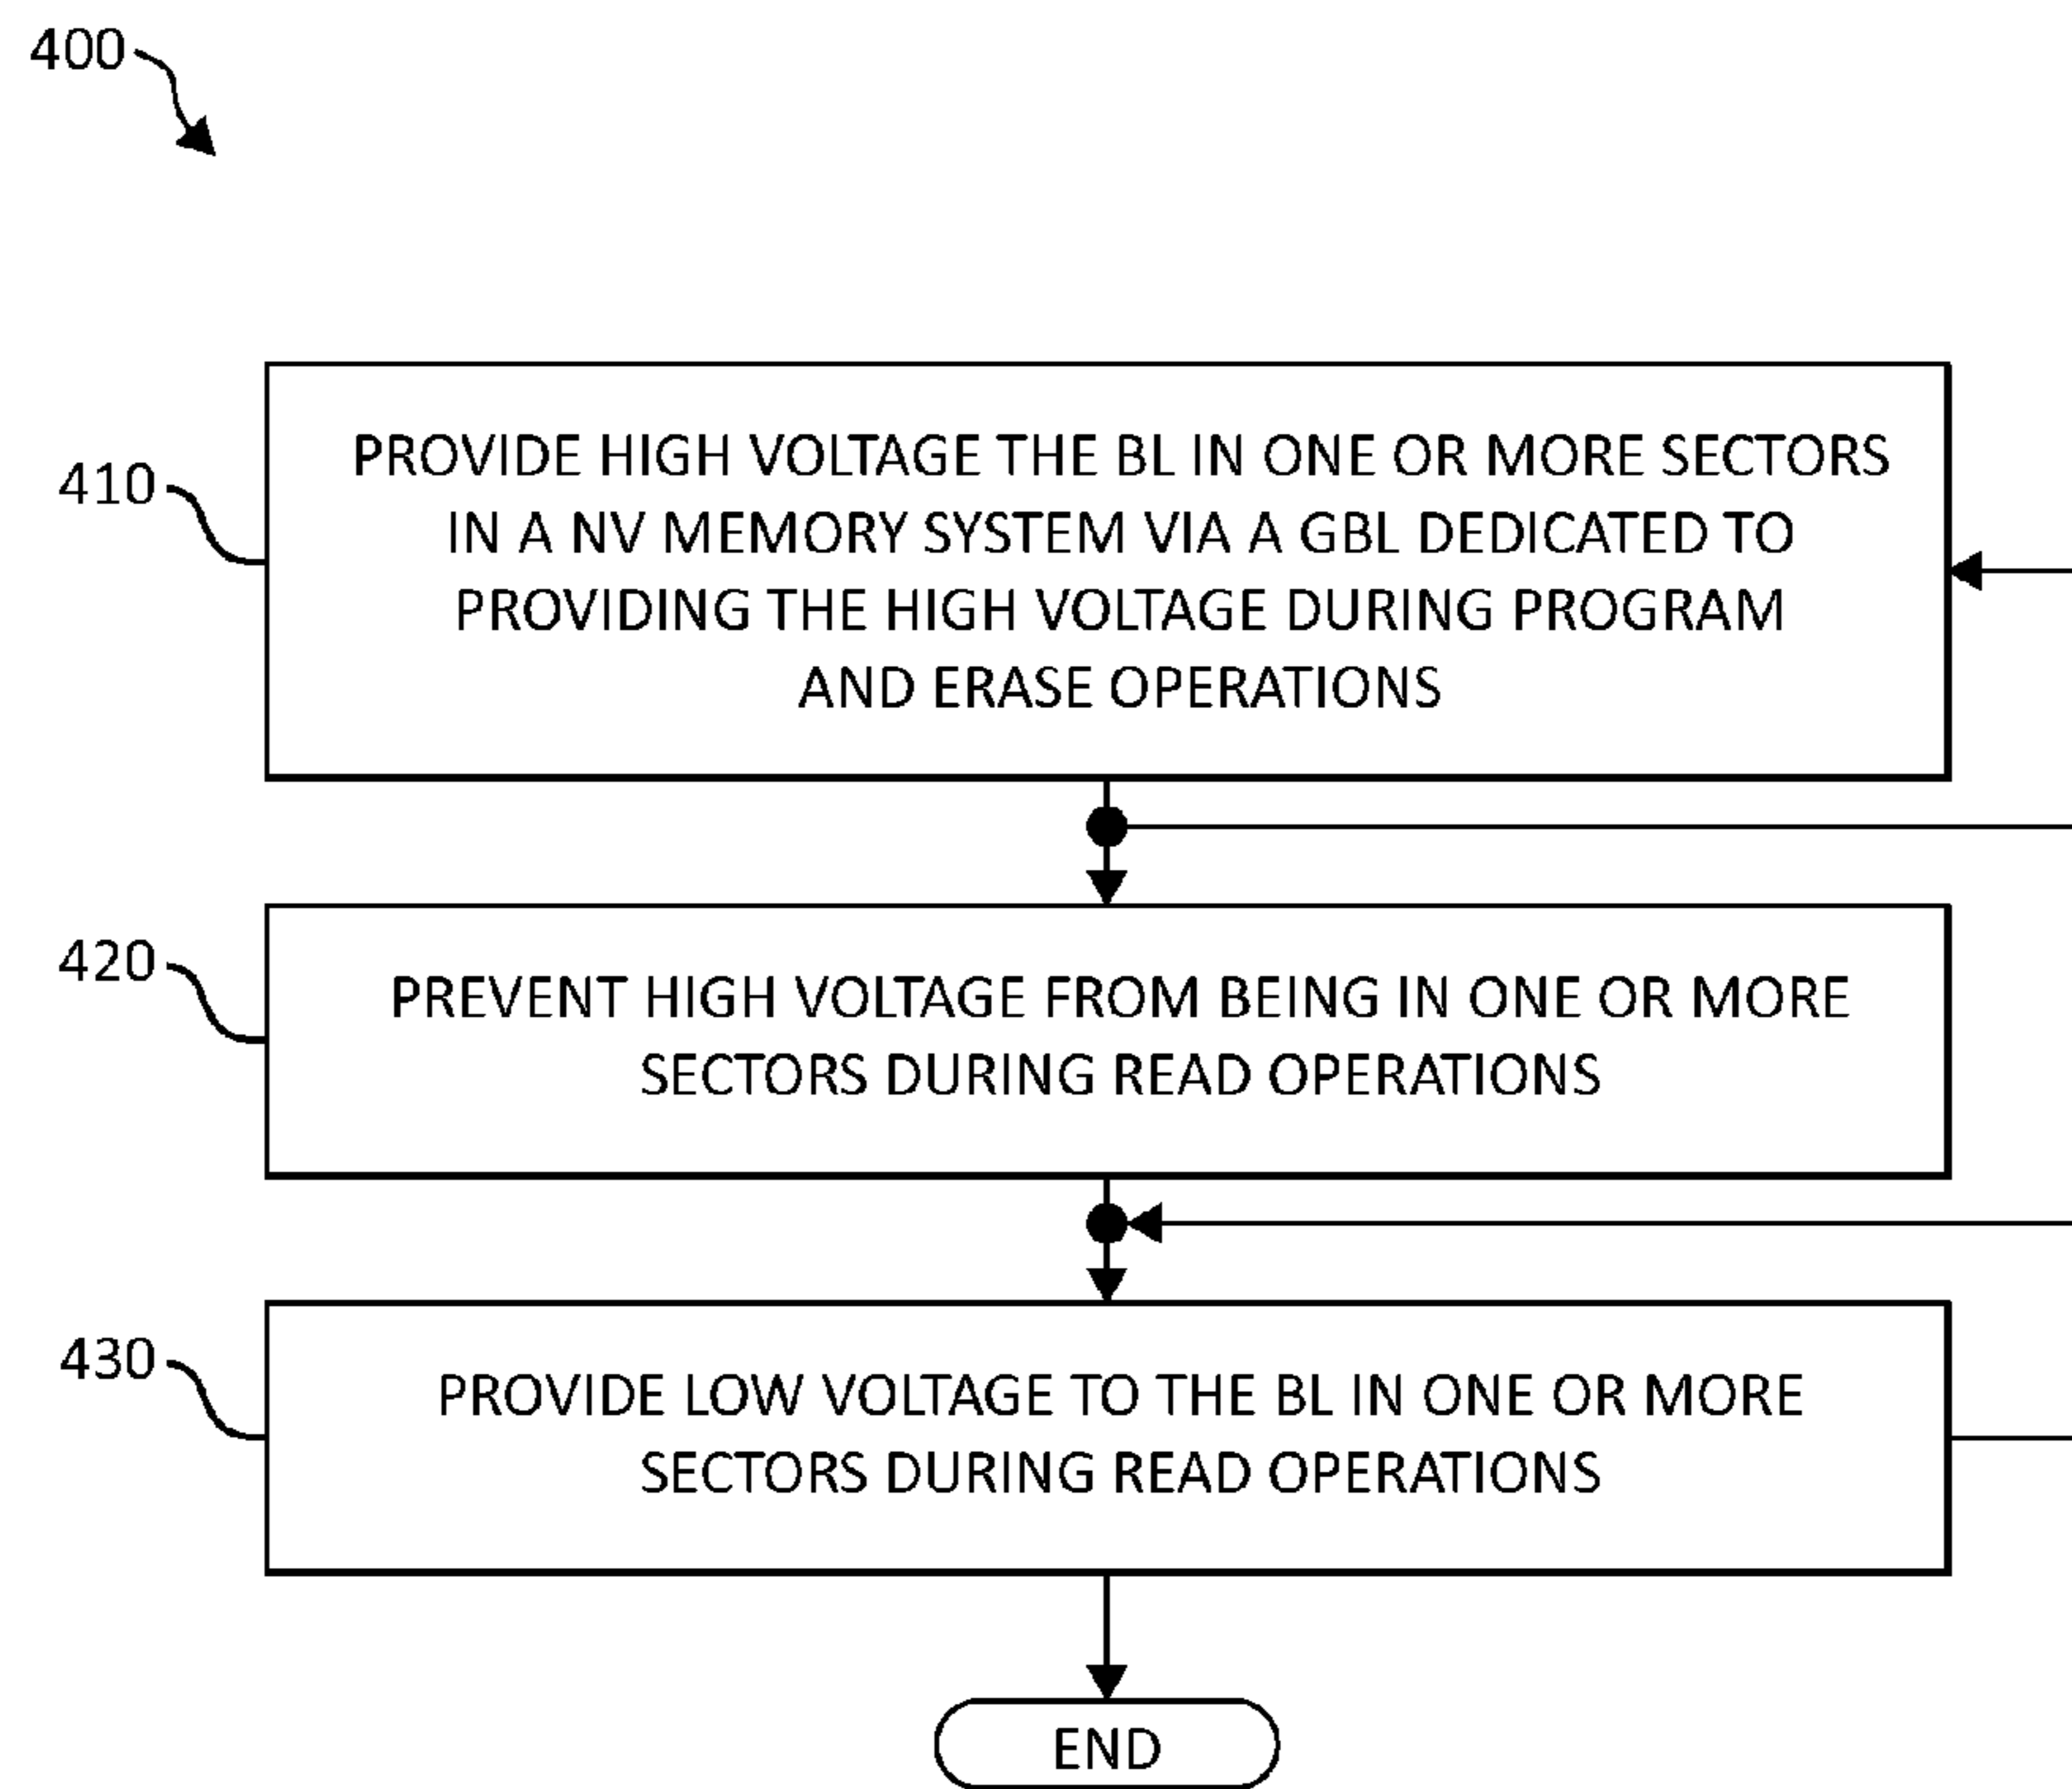 400
410
PROVIDE HIGH VOLTAGE THE BL IN ONE OR MORE SECTORS
IN A NV MEMORY SYSTEM VIA A GBL DEDICATED TO
PROVIDING THE HIGH VOLTAGE DURING PROGRAM
AND ERASE OPERATIONS
420
PREVENT HIGH VOLTAGE FROM BEING IN ONE OR MORE
SECTORS DURING READ OPERATIONS
430
PROVIDE LOW VOLTAGE TO THE BL IN ONE OR MORE
SECTORS DURING READ OPERATIONS
END